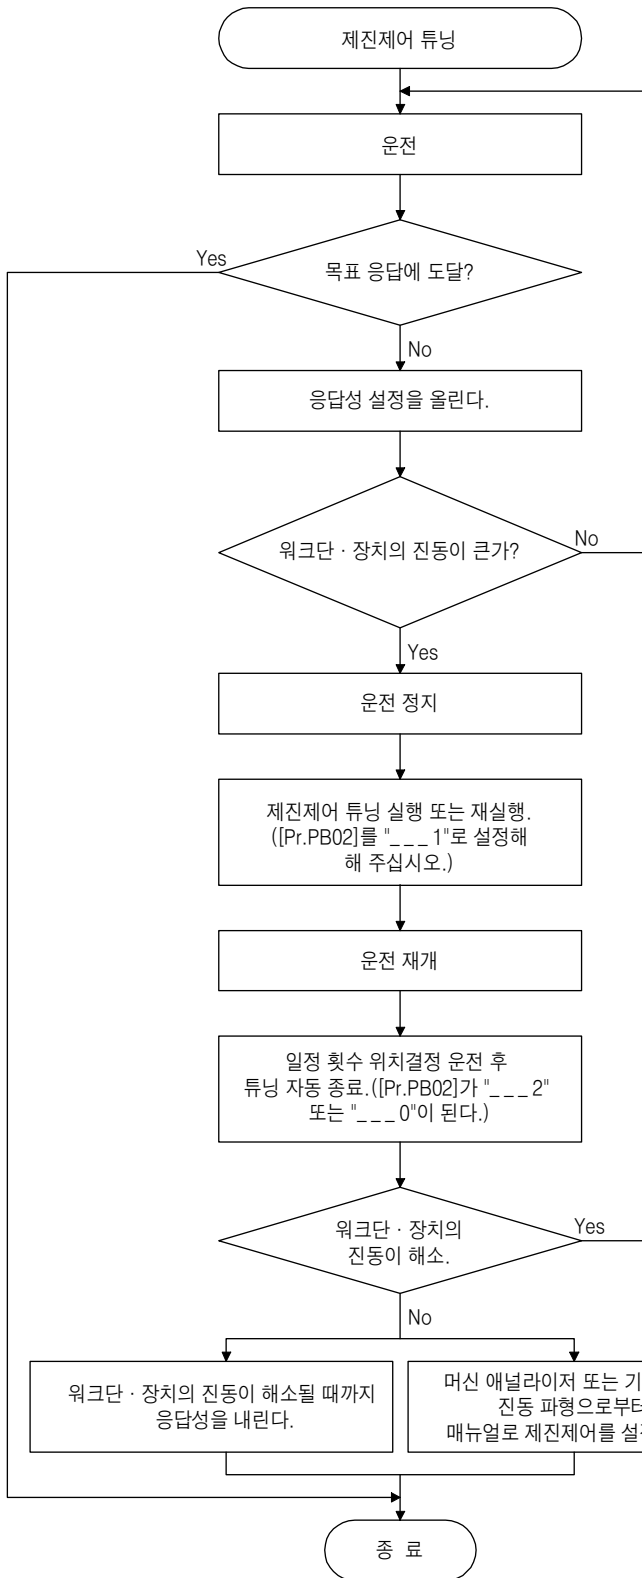 제진제어 튜닝
운전
Yes
목표 응답에 도달?
No
응답성 설정을 올린다.
워크단 · 장치의 진동이 큰가?
No
Yes
운전 정지
제진제어 튜닝 실행 또는 재실행.
([Pr.PB02]를 "_ _ _ 1"로 설정해
해 주십시오.)
운전 재개
일정 횟수 위치결정 운전 후
튜닝 자동 종료.([Pr.PB02]가 "_ _ _ 2"
또는 "_ _ _ 0"이 된다.)
워크단 · 장치의
진동이 해소.
Yes
No
워크단 · 장치의 진동이 해소될 때까지
응답성을 내린다.
머신 애널라이저 또는 기
진동 파형으로부터
매뉴얼로 제진제어를
종 료